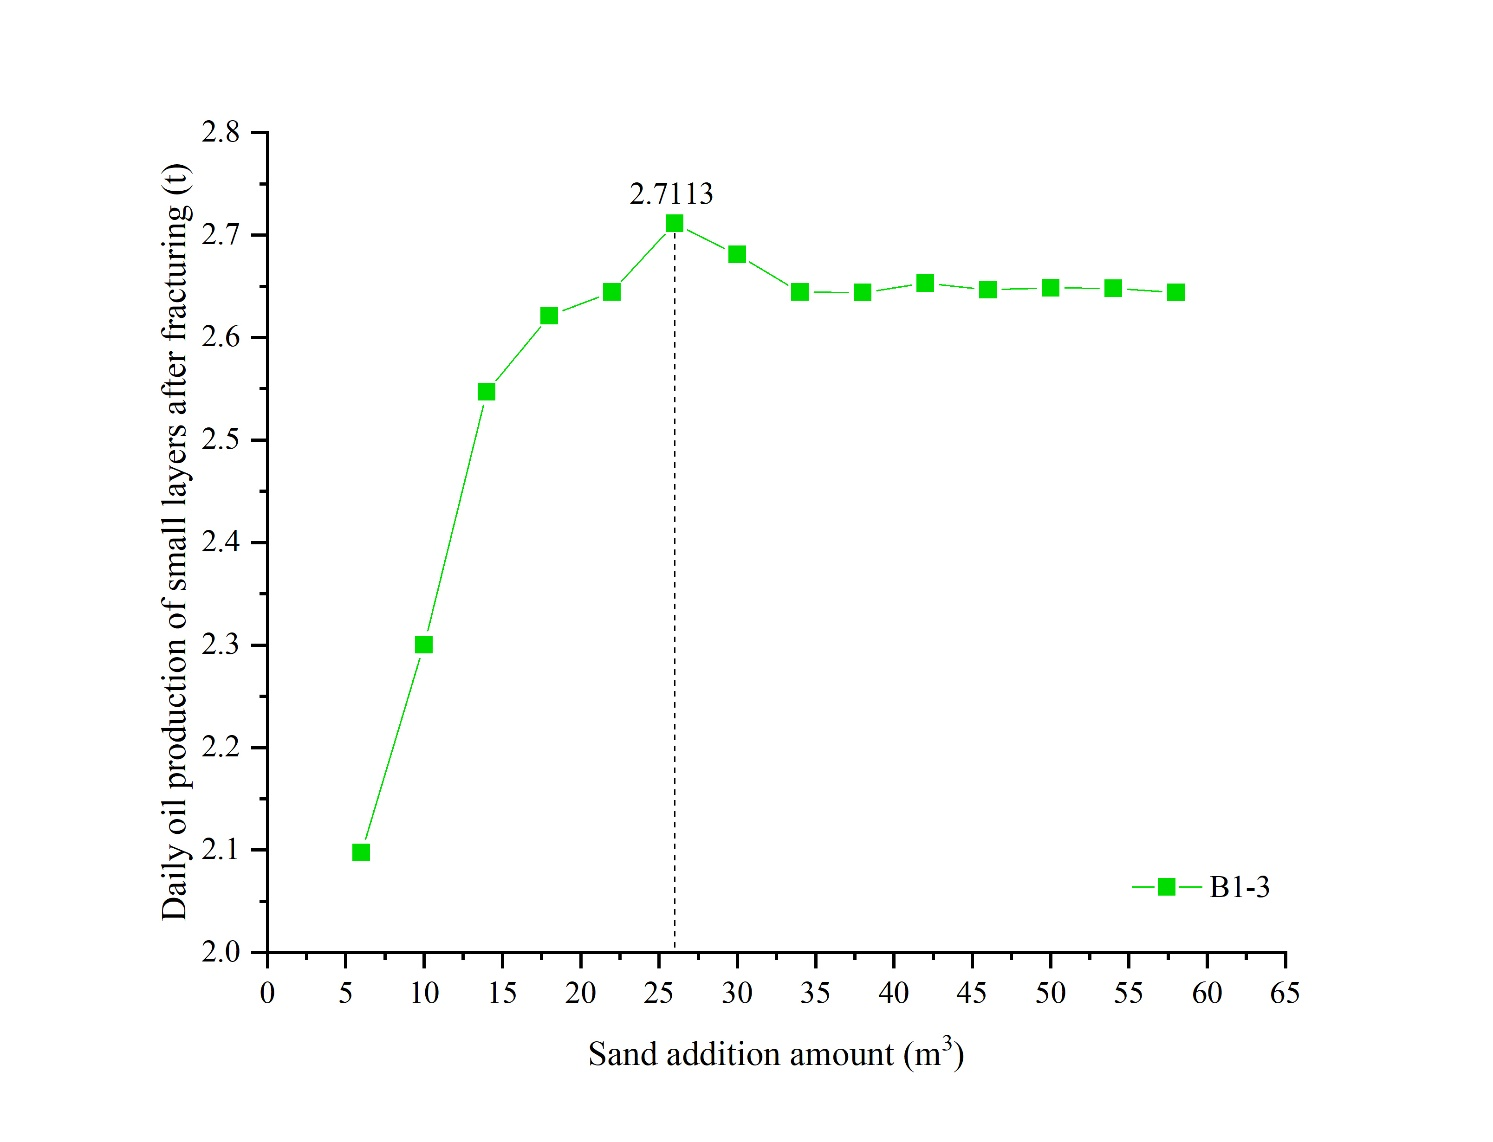 Daily oil production of small layers after fracturing (t)
2.8
2.7
2.6
2.5
2.4
2.3
2.2
2.1
2.0
2.7113
B1-3
0 5 10 15 20 25 30 35 40 45 50 55 60 65
Sand addition amount (m³)